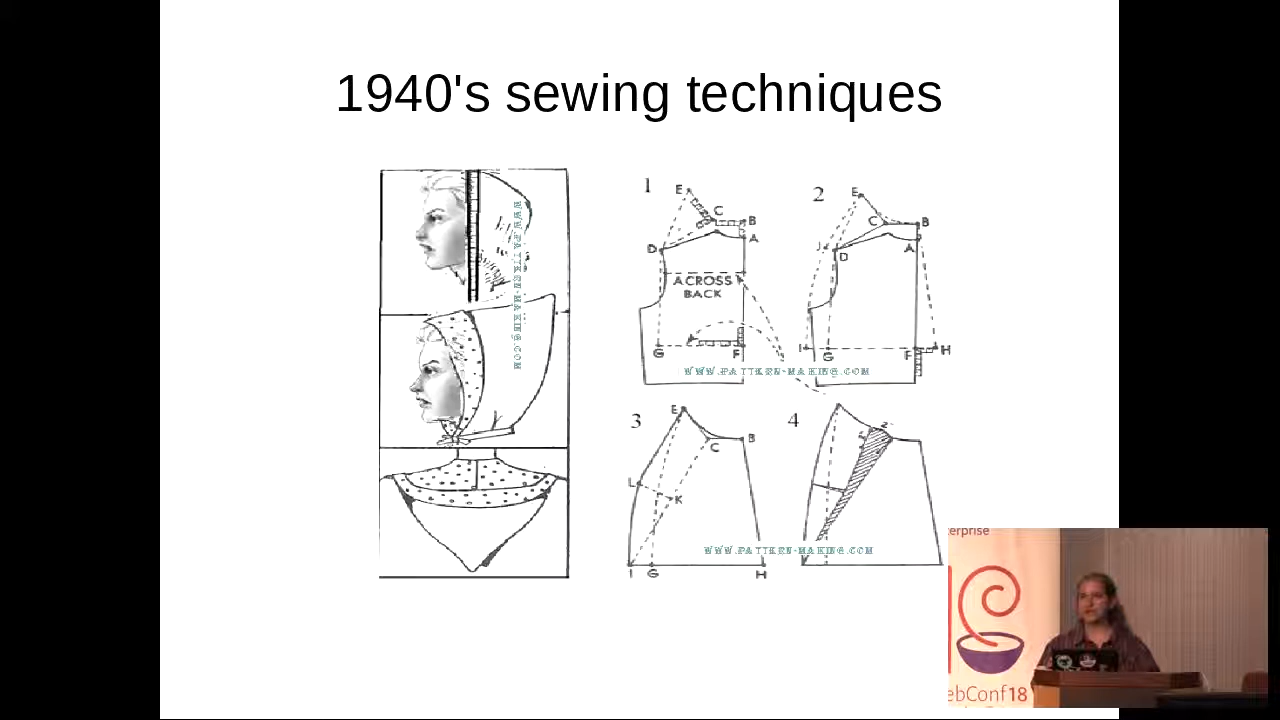 1940's sewing techniques
WWW.PATTERN-MAKING.COM
1
E
C
B
A
D
ACROSS
BACK
G
F
2
E
C
B
J
D
A
I
G
F
H
WWW.PATTERN-MAKING.COM
3
E
B
C
L
K
I
G
H
4
2"
WWW.PATTERN-MAKING.COM
erprise
ebConf18